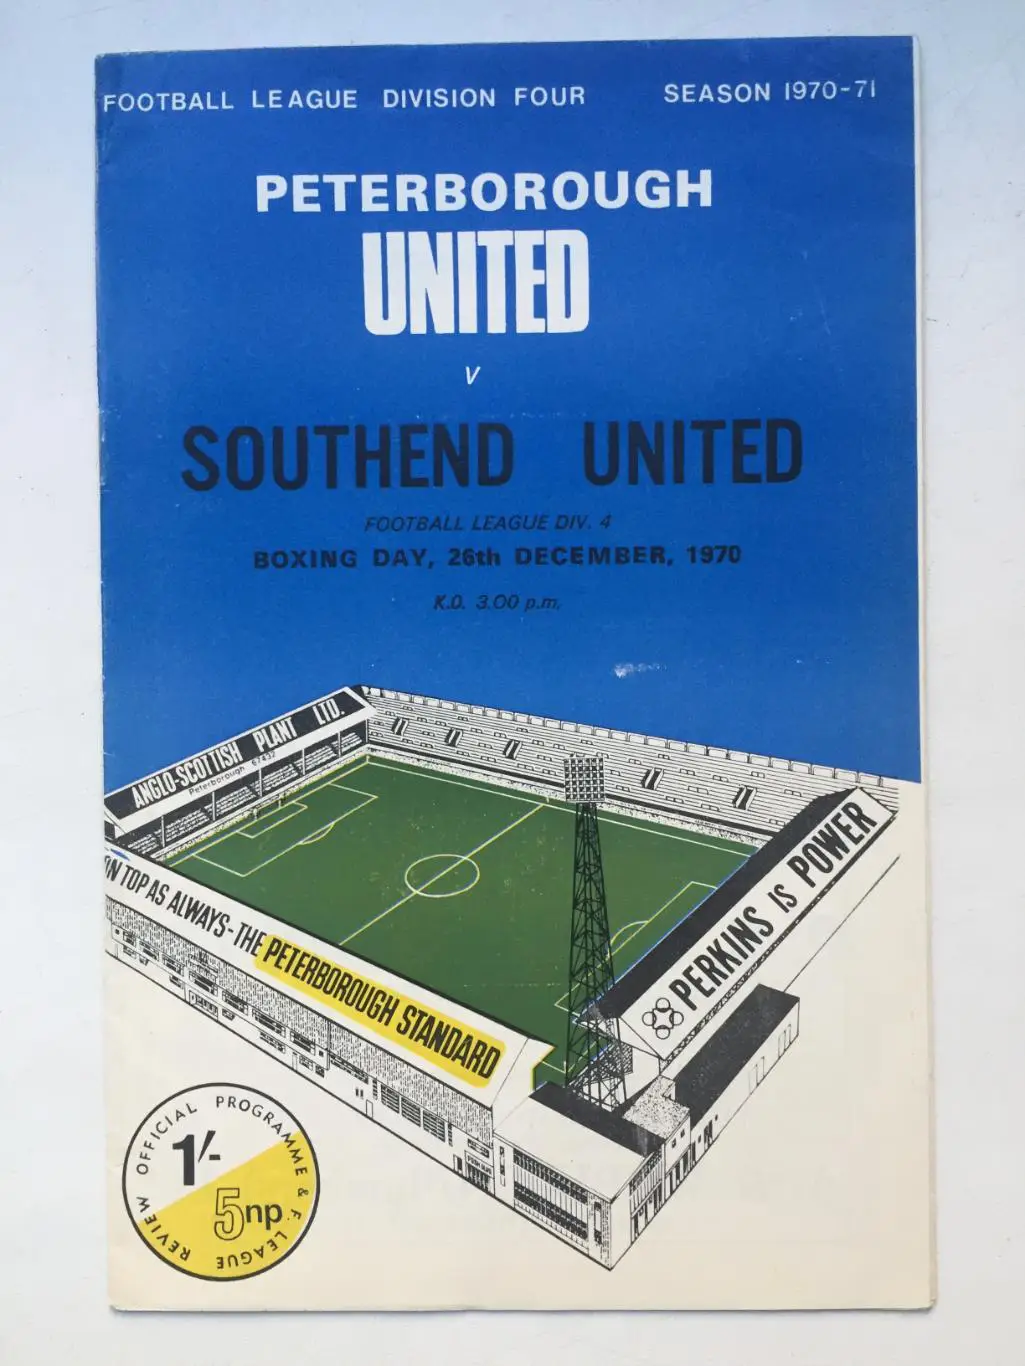 FOOTBALL LEAGUE DIVISION FOUR SEASON 1970-71
PETERBOROUGH
UNITED
v
SOUTHEND UNITED
FOOTBALL LEAGUE DIV. 4
BOXING DAY, 26th DECEMBER, 1970
K.O. 3.00 p.m.
ANGLO-SCOTTISH PLANT LTD.
Peterborough 67432
ON TOP AS ALWAYS-THE PETERBOROUGH STANDARD
PERKINS IS POWER
OFFICIAL PROGRAMME & F. LEAGUE REVIEW
1/-
5np